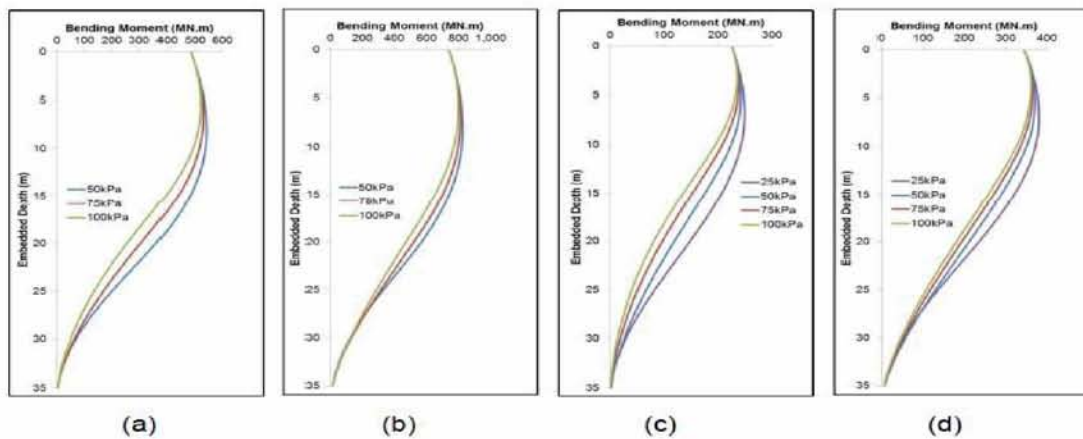 Bending Moment (MN.m)
0 100 200 300 400 500 600
0
5
10
15
20
25
30
35
Embedded Depth (m)
50kPa
75kPa
100kPa
(a)
Bending Moment (MN.m)
0 200 400 600 800 1,000
0
5
10
15
20
25
30
35
Embedded Depth (m)
50kPa
100kPa
(b)
Bending Moment (MN.m)
0 100 200 300
0
5
10
15
20
25
30
35
Embedded Depth (m)
25kPa
50kPa
75kPa
100kPa
(c)
Bending Moment (MN.m)
0 100 200 300 400
0
5
10
15
20
25
30
35
Embedded Depth (m)
25kPa
50kPa
75kPa
100kPa
(d)